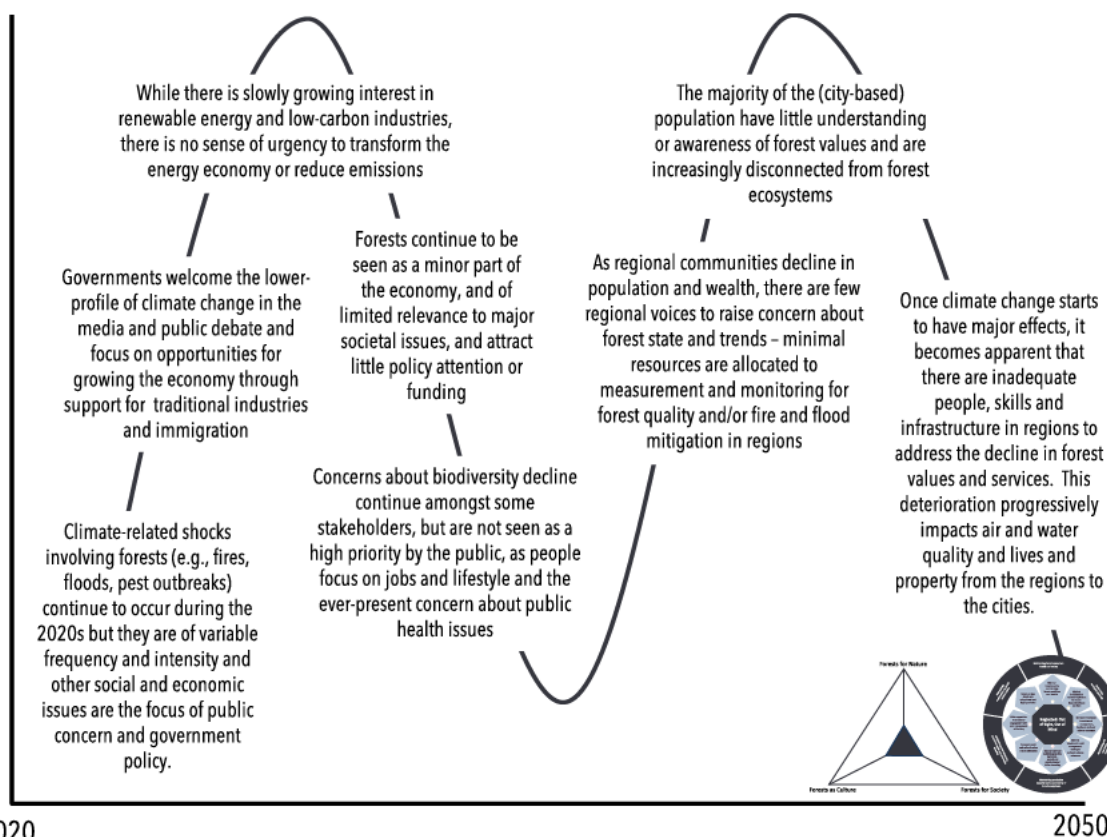 While there is slowly growing interest in
renewable energy and low-carbon industries,
there is no sense of urgency to transform the
energy economy or reduce emissions
The majority of the (city-based)
population have little understanding
or awareness of forest values and are
increasingly disconnected from forest
ecosystems
Governments welcome the lower-
profile of climate change in the
media and public debate and
focus on opportunities for
growing the economy through
support for traditional industries
and immigration
Forests continue to be
seen as a minor part of
the economy, and of
limited relevance to major
societal issues, and attract
little policy attention or
funding
As regional communities decline in
population and wealth, there are few
regional voices to raise concern about
forest state and trends – minimal
resources are allocated to
measurement and monitoring for
forest quality and/or fire and flood
mitigation in regions
Once climate change starts
to have major effects, it
becomes apparent that
there are inadequate
people, skills and
infrastructure in regions to
address the decline in forest
values and services. This
deterioration progressively
impacts air and water
quality and lives and
property from the regions to
the cities.
Climate-related shocks
involving forests (e.g., fires,
floods, pest outbreaks)
continue to occur during the
2020s but they are of variable
frequency and intensity and
other social and economic
issues are the focus of public
concern and government
policy.
Concerns about biodiversity decline
continue amongst some
stakeholders, but are not seen as a
high priority by the public, as people
focus on jobs and lifestyle and the
ever-present concern about public
health issues
Forests for Nature
Forests as Culture
Forests for Society
020
2050